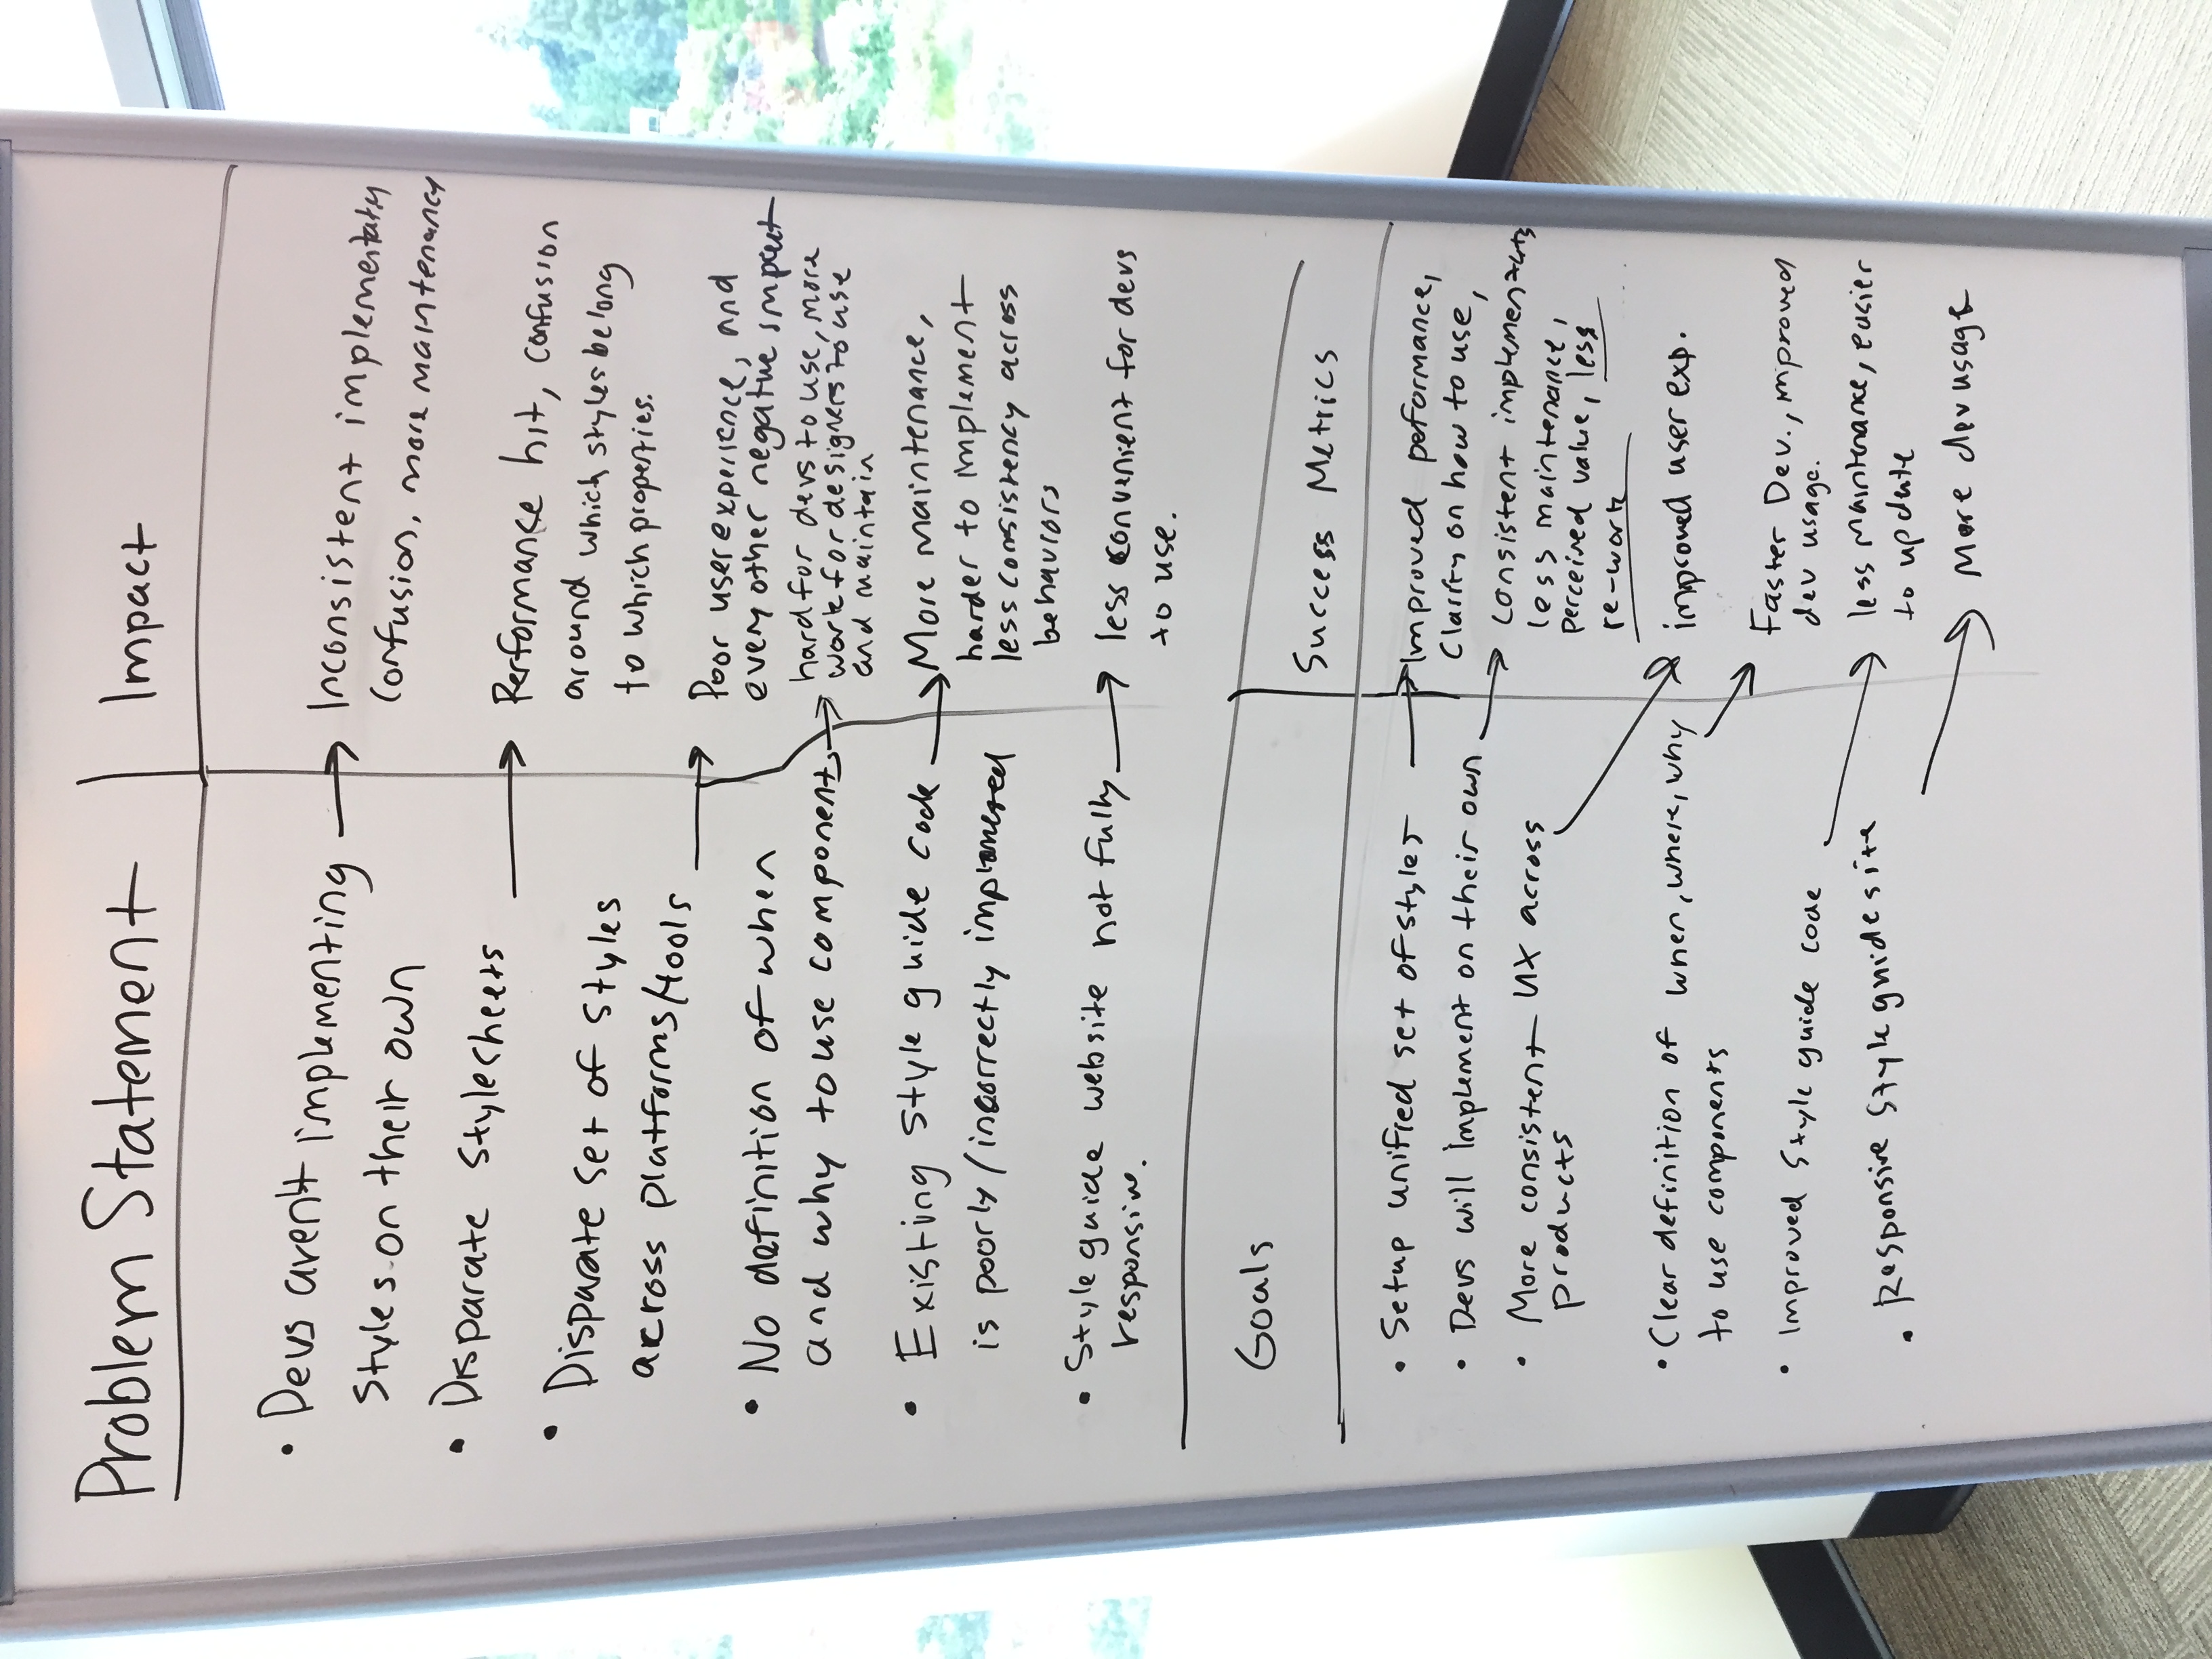 Problem Statement
Impact
• Devs aren't implementing
styles on their own
Inconsistent implementatn
confusion, more maintenance
• Disparate stylesheets
Performance hit, confusion
around which styles belong
to which properties.
• Disparate set of styles
across platforms/tools
Poor user experience, and
every other negative impact
• No definition of when
and why to use components
hard for devs to use, more
work for designers to use
and maintain
• Existing style guide code
is poorly/incorrectly implemented
More maintenance,
harder to implement
less consistency across
behaviors
• Style guide website not fully
responsive.
less convenient for devs
to use.
Goals
Success Metrics
• Setup unified set of styles
Improved peformance,
Clarity on how to use,
• Devs will implement on their own
consistent implementatn
less maintenance,
perceived value, less
re-work
• More consistent UX across
products
improved user exp.
• Clear definition of when, where, why
to use components
Faster Dev., improved
dev usage.
• Improved style guide code
less maintenance, easier
to update
• Responsive style guide site
More dev usage